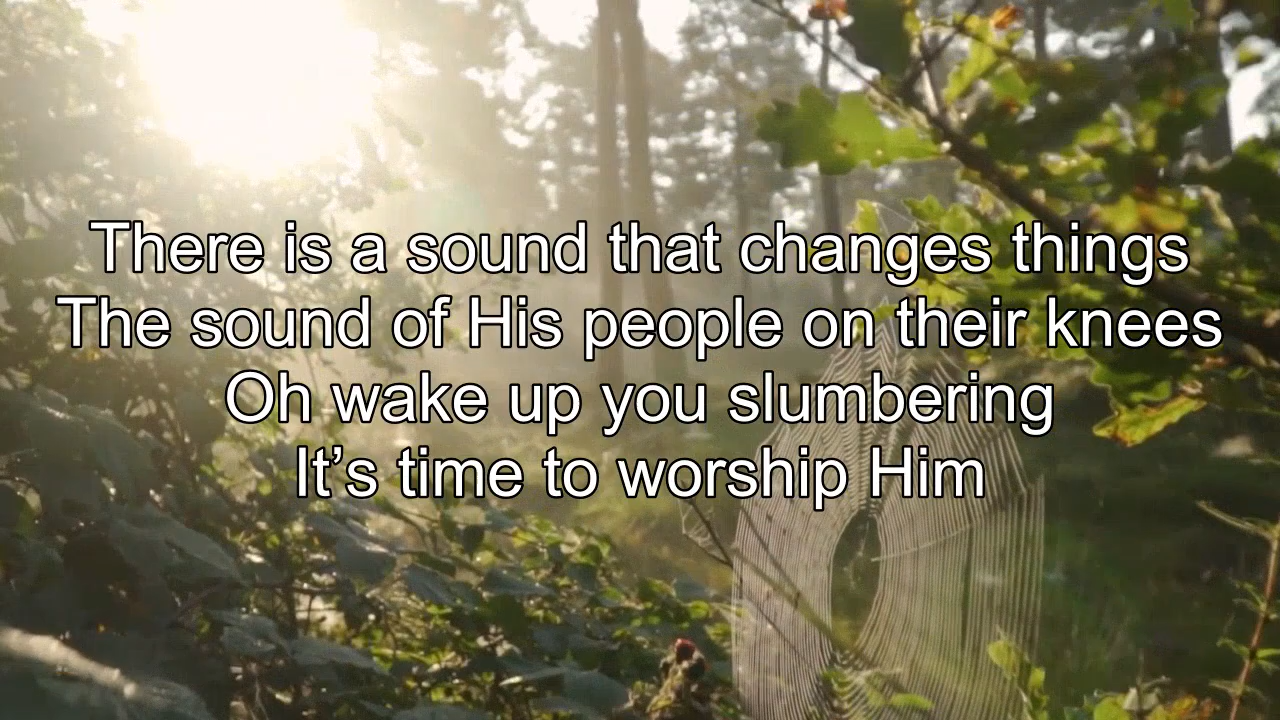 There is a sound that changes things
The sound of His people on their knees
Oh wake up you slumbering
It’s time to worship Him